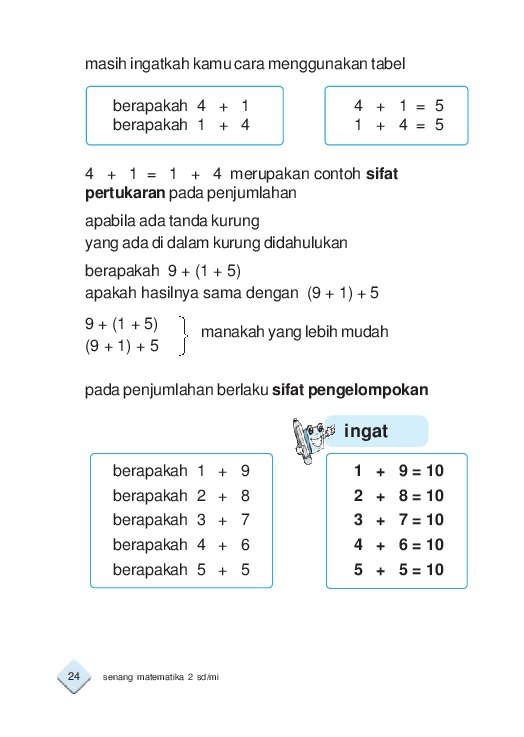 masih ingatkah kamu cara menggunakan tabel
berapakah 4 + 1
berapakah 1 + 4
4 + 1 = 5
1 + 4 = 5
4 + 1 = 1 + 4 merupakan contoh sifat
pertukaran pada penjumlahan
apabila ada tanda kurung
yang ada di dalam kurung didahulukan
berapakah 9 + (1 + 5)
apakah hasilnya sama dengan (9 + 1) + 5
9 + (1 + 5)
(9 + 1) + 5
manakah yang lebih mudah
pada penjumlahan berlaku sifat pengelompokan
ingat
berapakah 1 + 9
berapakah 2 + 8
berapakah 3 + 7
berapakah 4 + 6
berapakah 5 + 5
1 + 9 = 10
2 + 8 = 10
3 + 7 = 10
4 + 6 = 10
5 + 5 = 10
24 senang matematika 2 sd/mi